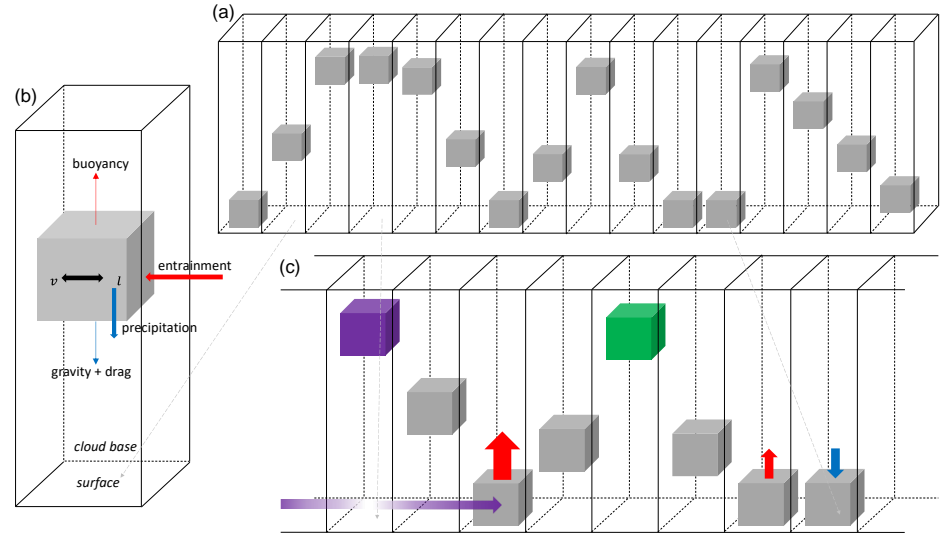 (a)
(b)
buoyancy
entrainment
v
l
precipitation
gravity + drag
cloud base
surface
(c)